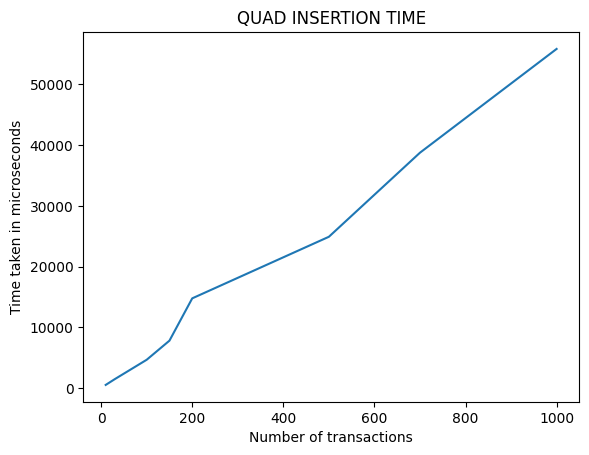 QUAD INSERTION TIME
Time taken in microseconds
50000
40000
30000
20000
10000
0
0 200 400 600 800 1000
Number of transactions